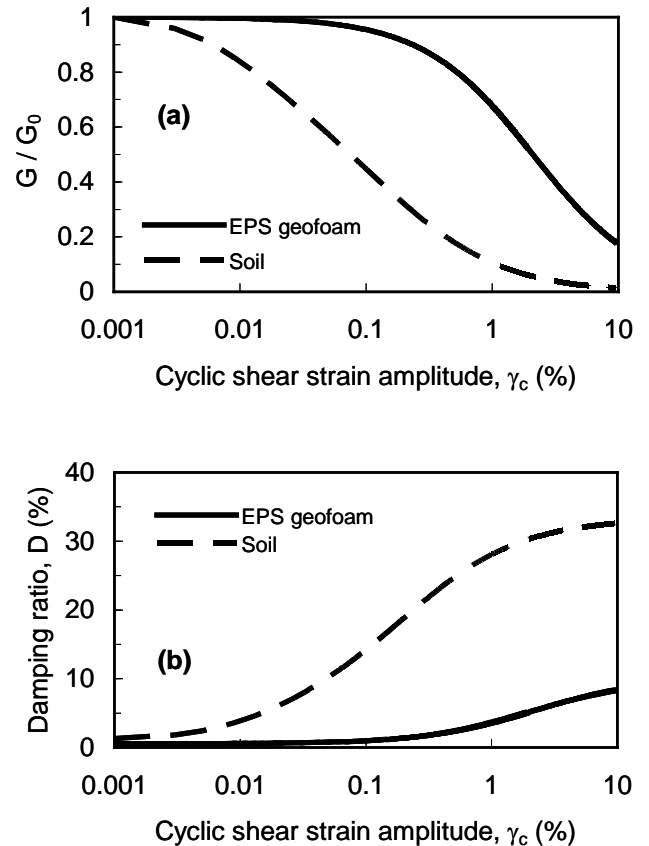 1
0.8
0.6
0.4
0.2
0
G / G0
(a)
EPS geofoam
Soil
0.001 0.01 0.1 1 10
Cyclic shear strain amplitude, γc (%)
40
30
20
10
0
Damping ratio, D (%)
EPS geofoam
Soil
(b)
0.001 0.01 0.1 1 10
Cyclic shear strain amplitude, γc (%)